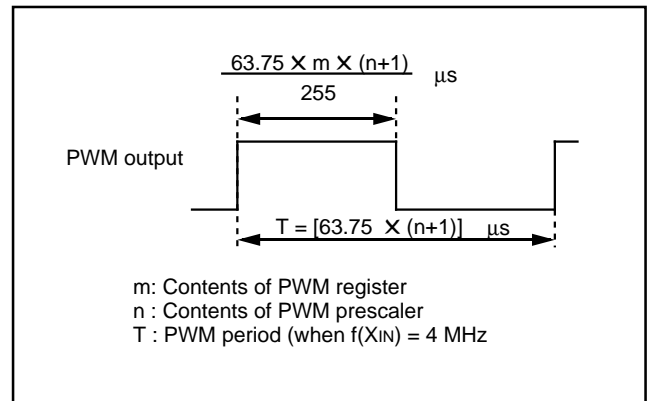 63.75 × m × (n+1)
255
μs
PWM output
T = [63.75 × (n+1)] μs
m: Contents of PWM register
n : Contents of PWM prescaler
T : PWM period (when f(XIN) = 4 MHz